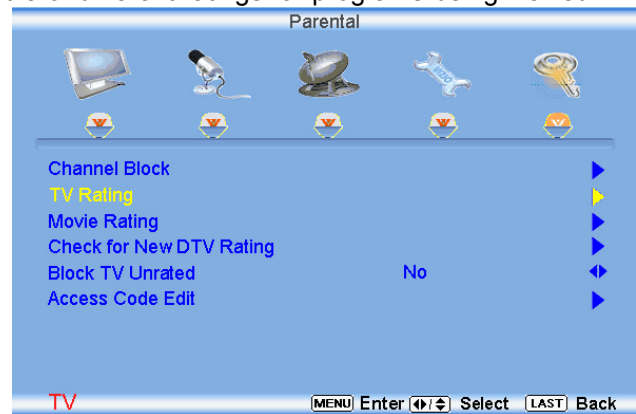 Parental
Channel Block
TV Rating
Movie Rating
Check for New DTV Rating
Block TV Unrated No
Access Code Edit
TV MENU Enter Select LAST Back